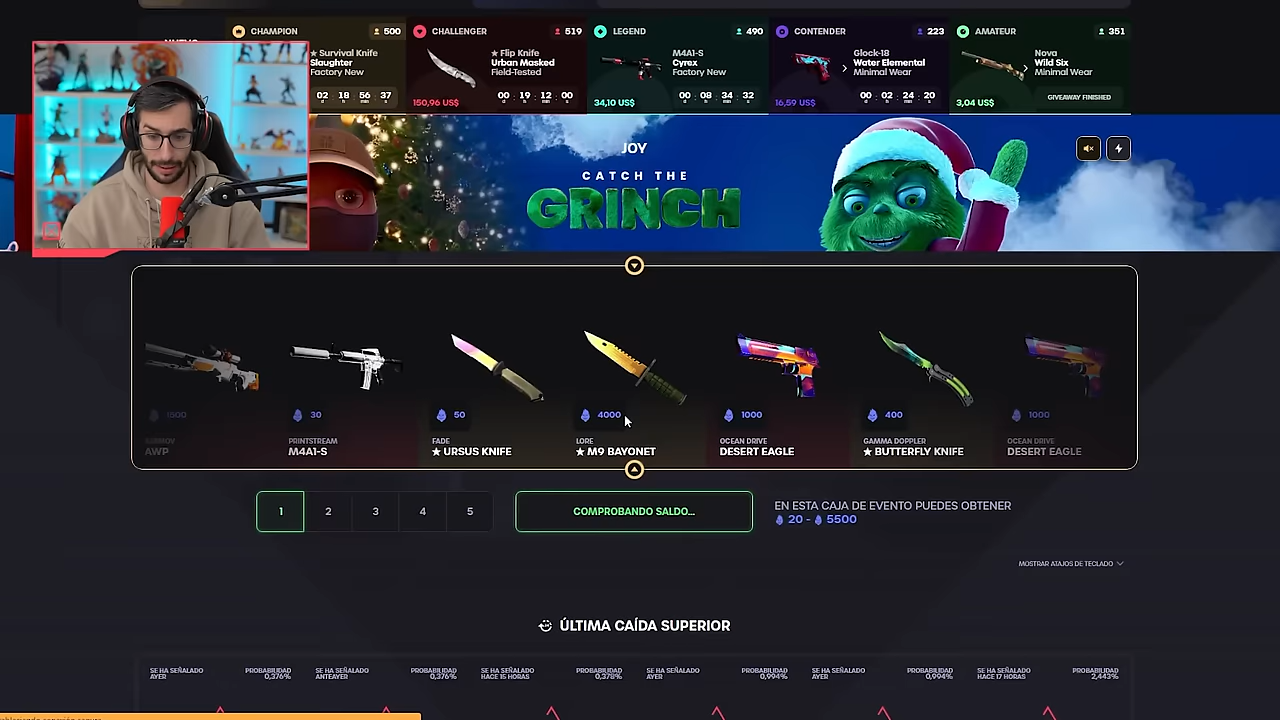 CHAMPION
500
Survival Knife
Slaughter
Factory New
02 18 56 37
d h min s
CHALLENGER
519
★ Flip Knife
Urban Masked
Field-Tested
150,96 US$
00 19 12 00
d h min s
LEGEND
490
M4A1-S
Cyrex
Factory New
34,10 US$
00 08 34 32
d h min s
CONTENDER
223
Glock-18
Water Elemental
Minimal Wear
16,59 US$
00 02 24 20
d h min s
AMATEUR
351
Nova
Wild Six
Minimal Wear
3,04 US$
GIVEAWAY FINISHED
JOY
CATCH THE
GRINCH
AWP
30
PRINTSTREAM
M4A1-S
50
FADE
★ URSUS KNIFE
4000
LORE
★ M9 BAYONET
1000
OCEAN DRIVE
DESERT EAGLE
400
GAMMA DOPPLER
★ BUTTERFLY KNIFE
1000
OCEAN DRIVE
DESERT EAGLE
1 2 3 4 5
COMPROBANDO SALDO...
EN ESTA CAJA DE EVENTO PUEDES OBTENER
20 - 5500
MOSTRAR ATAJOS DE TECLADO
ÚLTIMA CAÍDA SUPERIOR
SE HA SEÑALADO
AYER
PROBABILIDAD
0,376%
SE HA SEÑALADO
ANTEAYER
PROBABILIDAD
0,376%
SE HA SEÑALADO
HACE 15 HORAS
PROBABILIDAD
0,378%
SE HA SEÑALADO
AYER
PROBABILIDAD
0,994%
SE HA SEÑALADO
AYER
PROBABILIDAD
0,994%
SE HA SEÑALADO
HACE 17 HORAS
PROBABILIDAD
2,443%